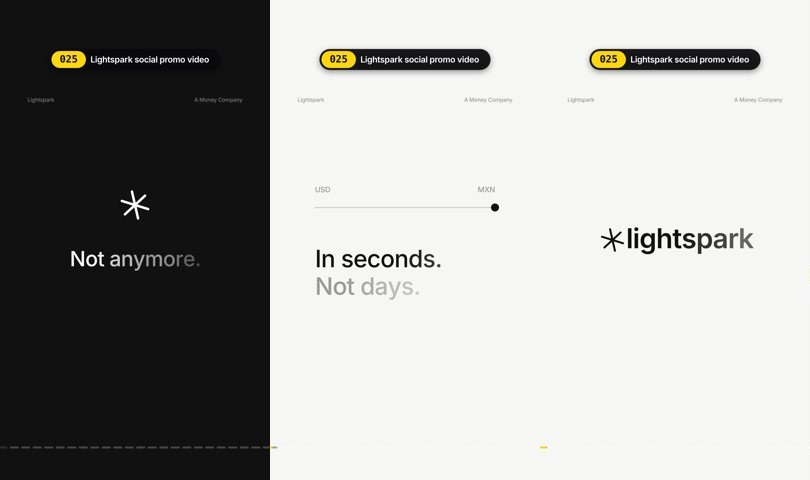 025 Lightspark social promo video
Lightspark A Money Company
Not anymore.
025 Lightspark social promo video
Lightspark A Money Company
USD MXN
In seconds.
Not days.
025 Lightspark social promo video
Lightspark A Money Company
lightspark